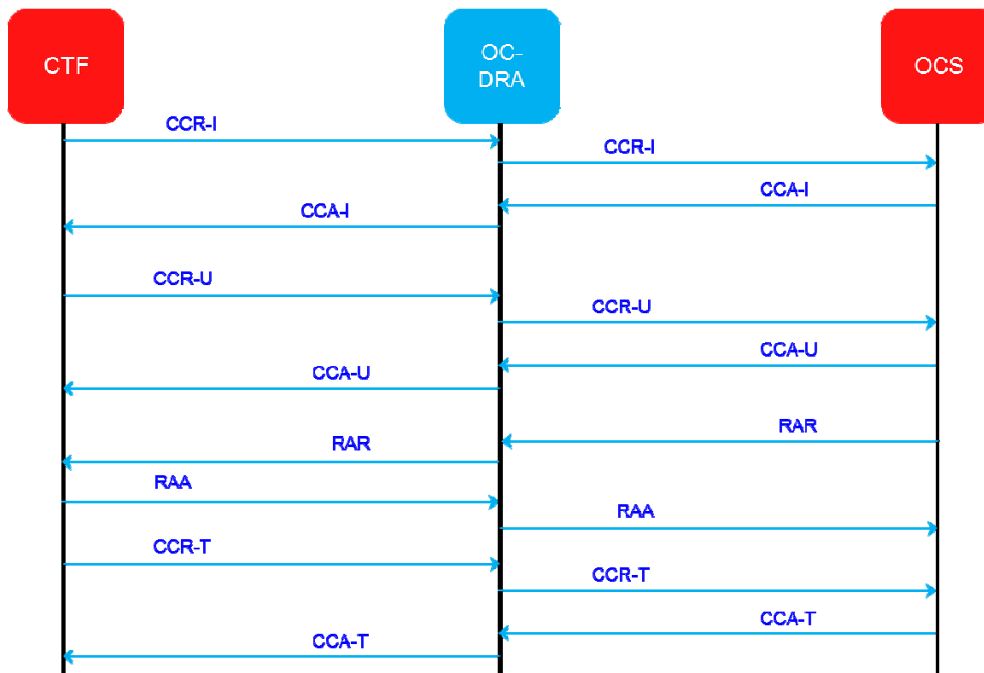 CTF
OC-
DRA
OCS
CCR-I
CCR-I
CCA-I
CCA-I
CCR-U
CCR-U
CCA-U
CCA-U
RAR
RAR
RAA
RAA
CCR-T
CCR-T
CCA-T
CCA-T